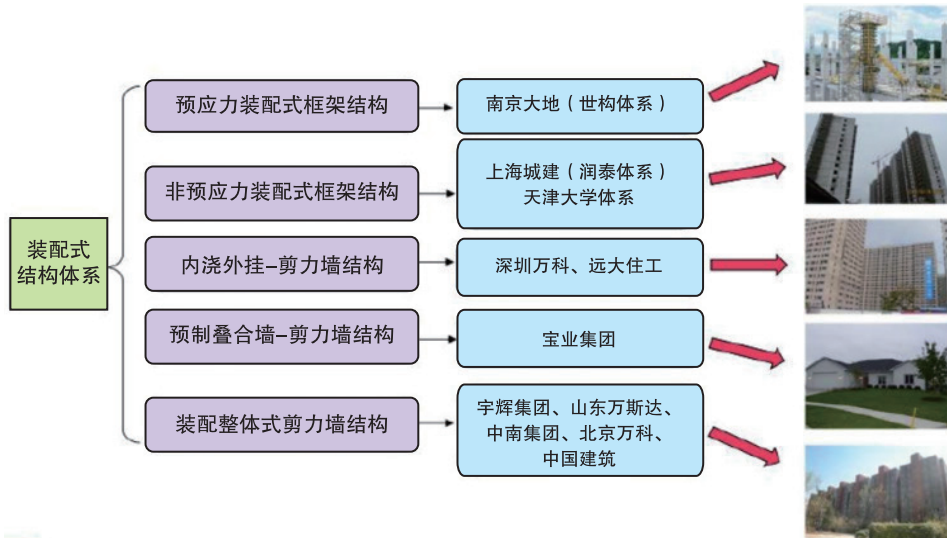 装配式
结构体系
预应力装配式框架结构
南京大地（世构体系）
非预应力装配式框架结构
上海城建（润泰体系）
天津大学体系
内浇外挂–剪力墙结构
深圳万科、远大住工
预制叠合墙–剪力墙结构
宝业集团
装配整体式剪力墙结构
宇辉集团、山东万斯达、
中南集团、北京万科、
中国建筑